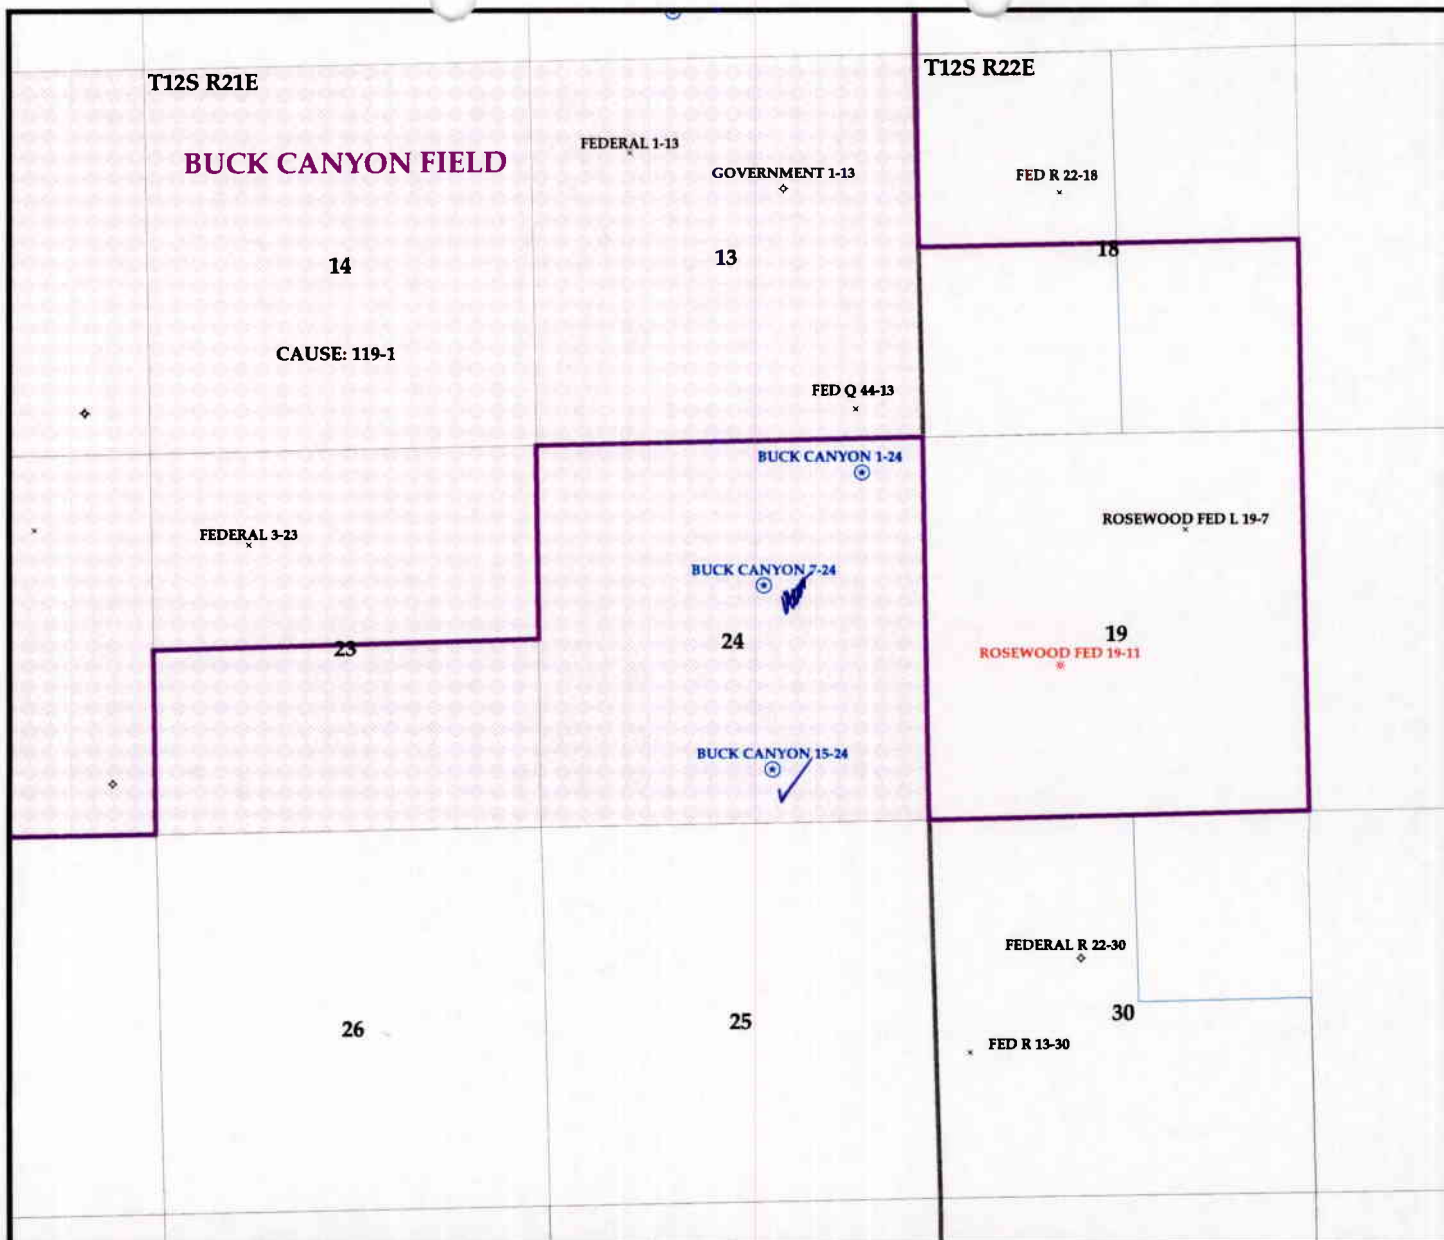 T12S R21E
T12S R22E
BUCK CANYON FIELD
FEDERAL 1-13
GOVERNMENT 1-13
FED R 22-18
14
13
18
CAUSE: 119-1
FED Q 44-13
BUCK CANYON 1-24
FEDERAL 3-23
ROSEWOOD FED L 19-7
BUCK CANYON 7-24
23
24
19
ROSEWOOD FED 19-11
BUCK CANYON 15-24
FEDERAL R 22-30
26
25
30
FED R 13-30